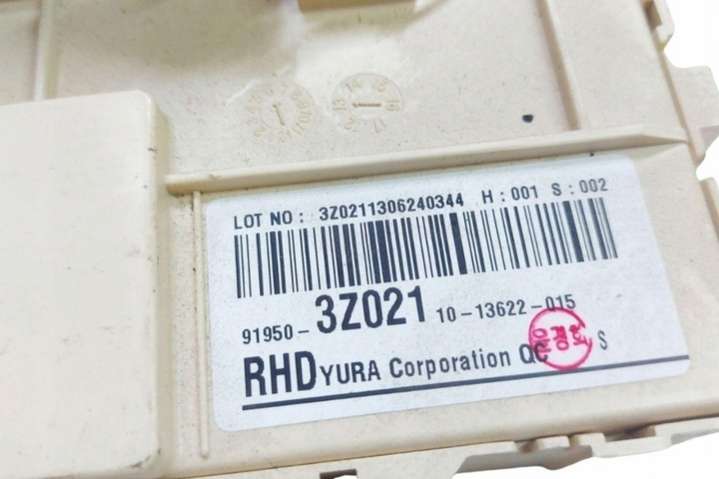 LOT NO : 3Z0211306240344 H : 001 S : 002
91950-3Z021 10-13622-015
RHD YURA Corporation QC S